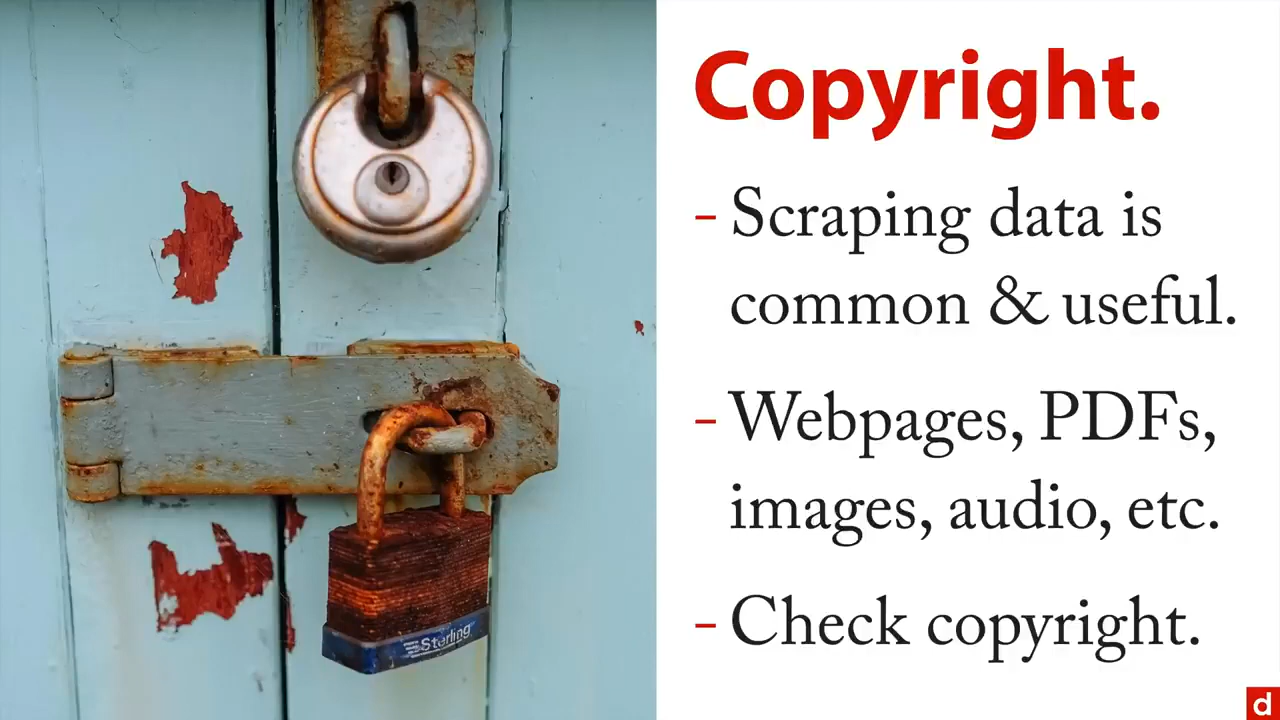 Copyright.
- Scraping data is
common & useful.
- Webpages, PDFs,
images, audio, etc.
- Check copyright.
Sterling
d